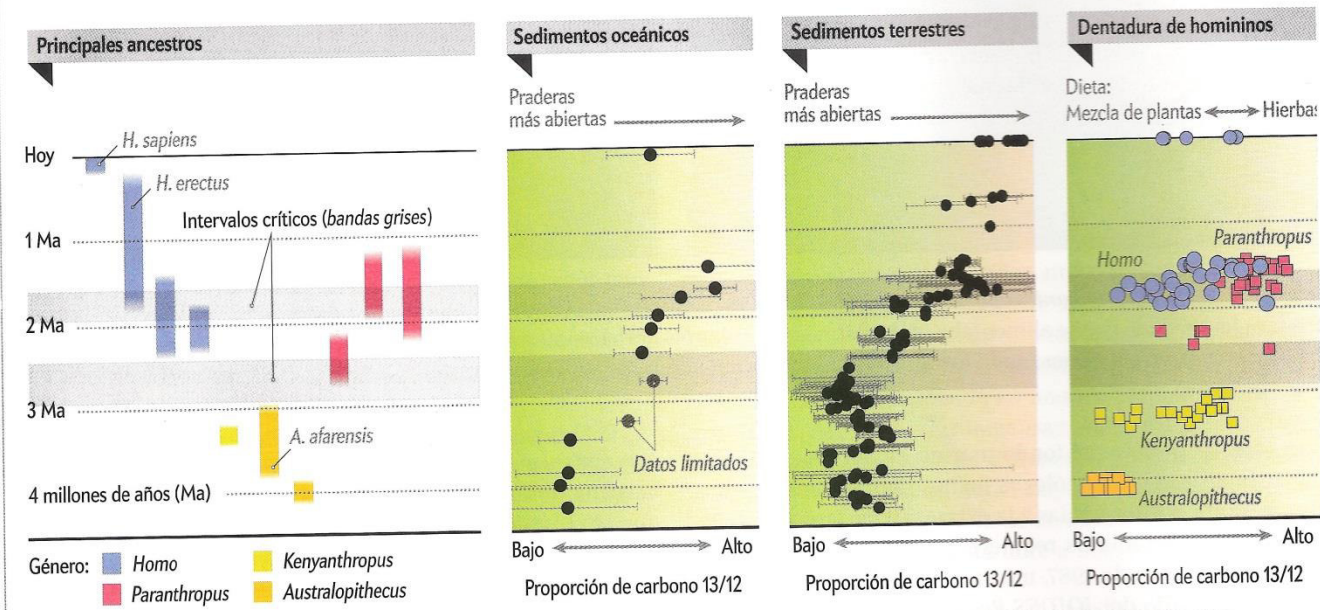 Principales ancestros
Hoy
H. sapiens
H. erectus
Intervalos críticos (bandas grises)
1 Ma
2 Ma
3 Ma
A. afarensis
4 millones de años (Ma)
Género:
Homo
Kenyanthropus
Paranthropus
Australopithecus
Sedimentos oceánicos
Praderas
más abiertas
Datos limitados
Bajo
Alto
Proporción de carbono 13/12
Sedimentos terrestres
Praderas
más abiertas
Bajo
Alto
Proporción de carbono 13/12
Dentadura de homininos
Dieta:
Mezcla de plantas
Hierbas
Paranthropus
Homo
Kenyanthropus
Australopithecus
Bajo
Alto
Proporción de carbono 13/12